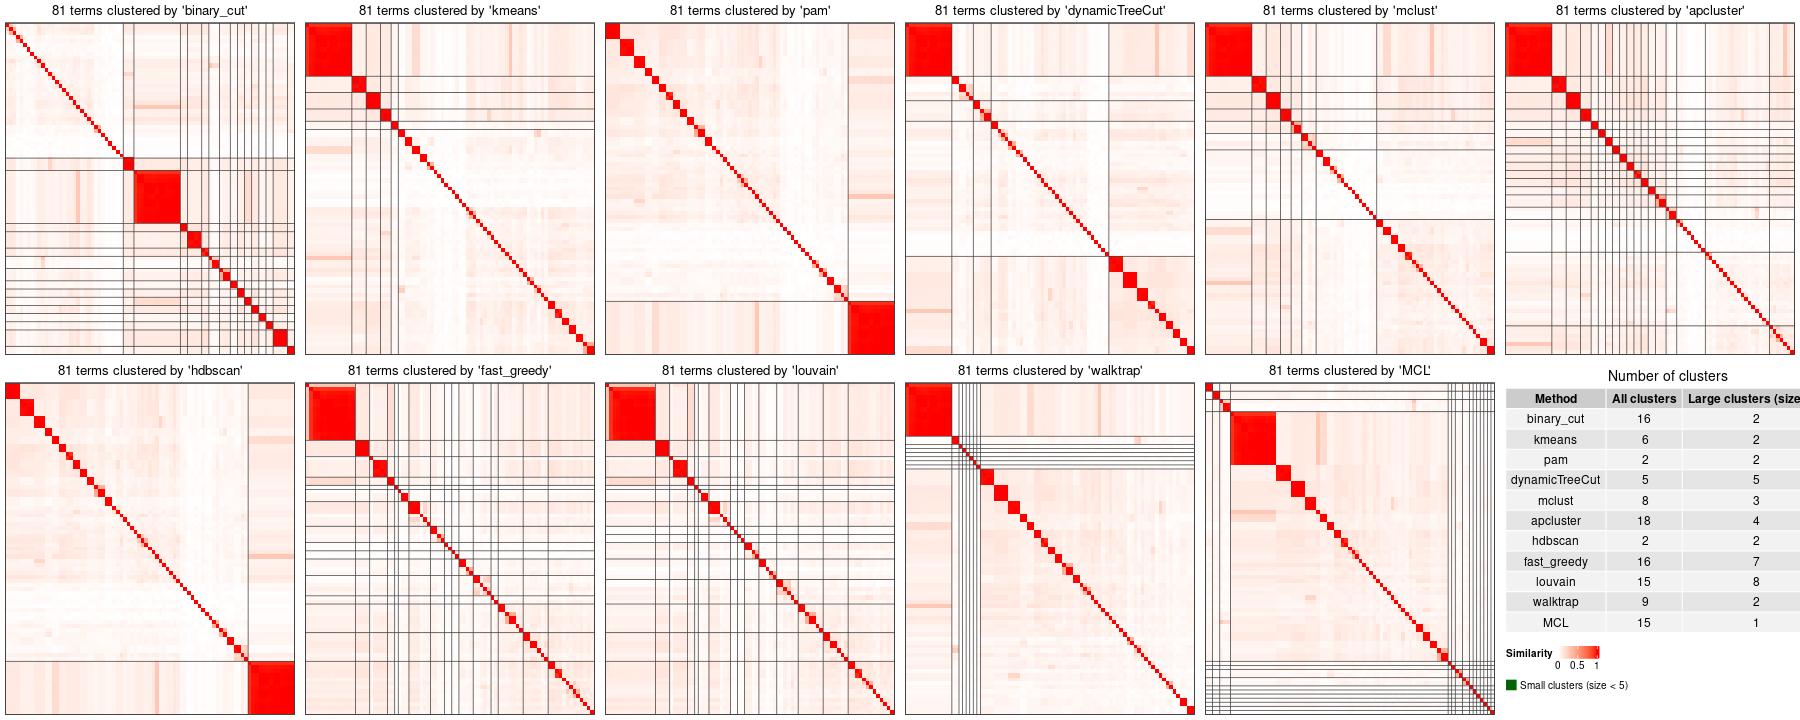 81 terms clustered by 'binary_cut'
81 terms clustered by 'kmeans'
81 terms clustered by 'pam'
81 terms clustered by 'dynamicTreeCut'
81 terms clustered by 'mclust'
81 terms clustered by 'apcluster'
81 terms clustered by 'hdbscan'
81 terms clustered by 'fast_greedy'
81 terms clustered by 'louvain'
81 terms clustered by 'walktrap'
81 terms clustered by 'MCL'
Number of clusters
Method All clusters Large clusters (size
binary_cut 16 2
kmeans 6 2
pam 2 2
dynamicTreeCut 5 5
mclust 8 3
apcluster 18 4
hdbscan 2 2
fast_greedy 16 7
louvain 15 8
walktrap 9 2
MCL 15 1
Similarity
0 0.5 1
Small clusters (size < 5)